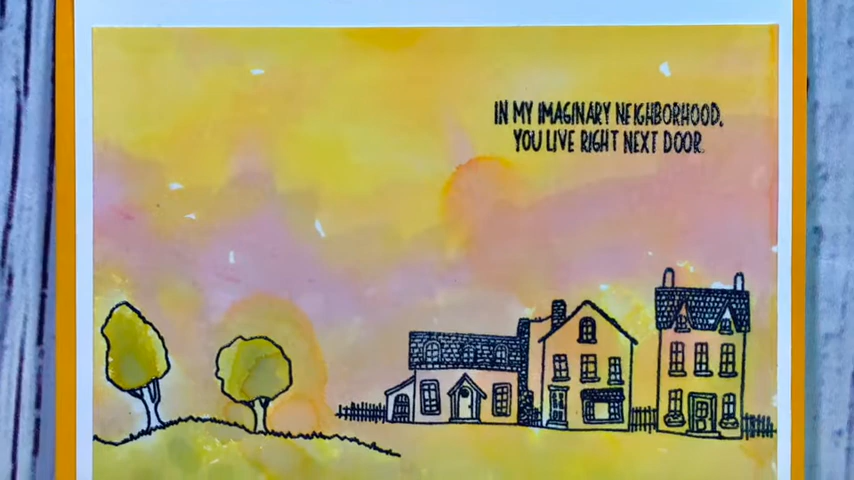 IN MY IMAGINARY NEIGHBORHOOD,
YOU LIVE RIGHT NEXT DOOR.